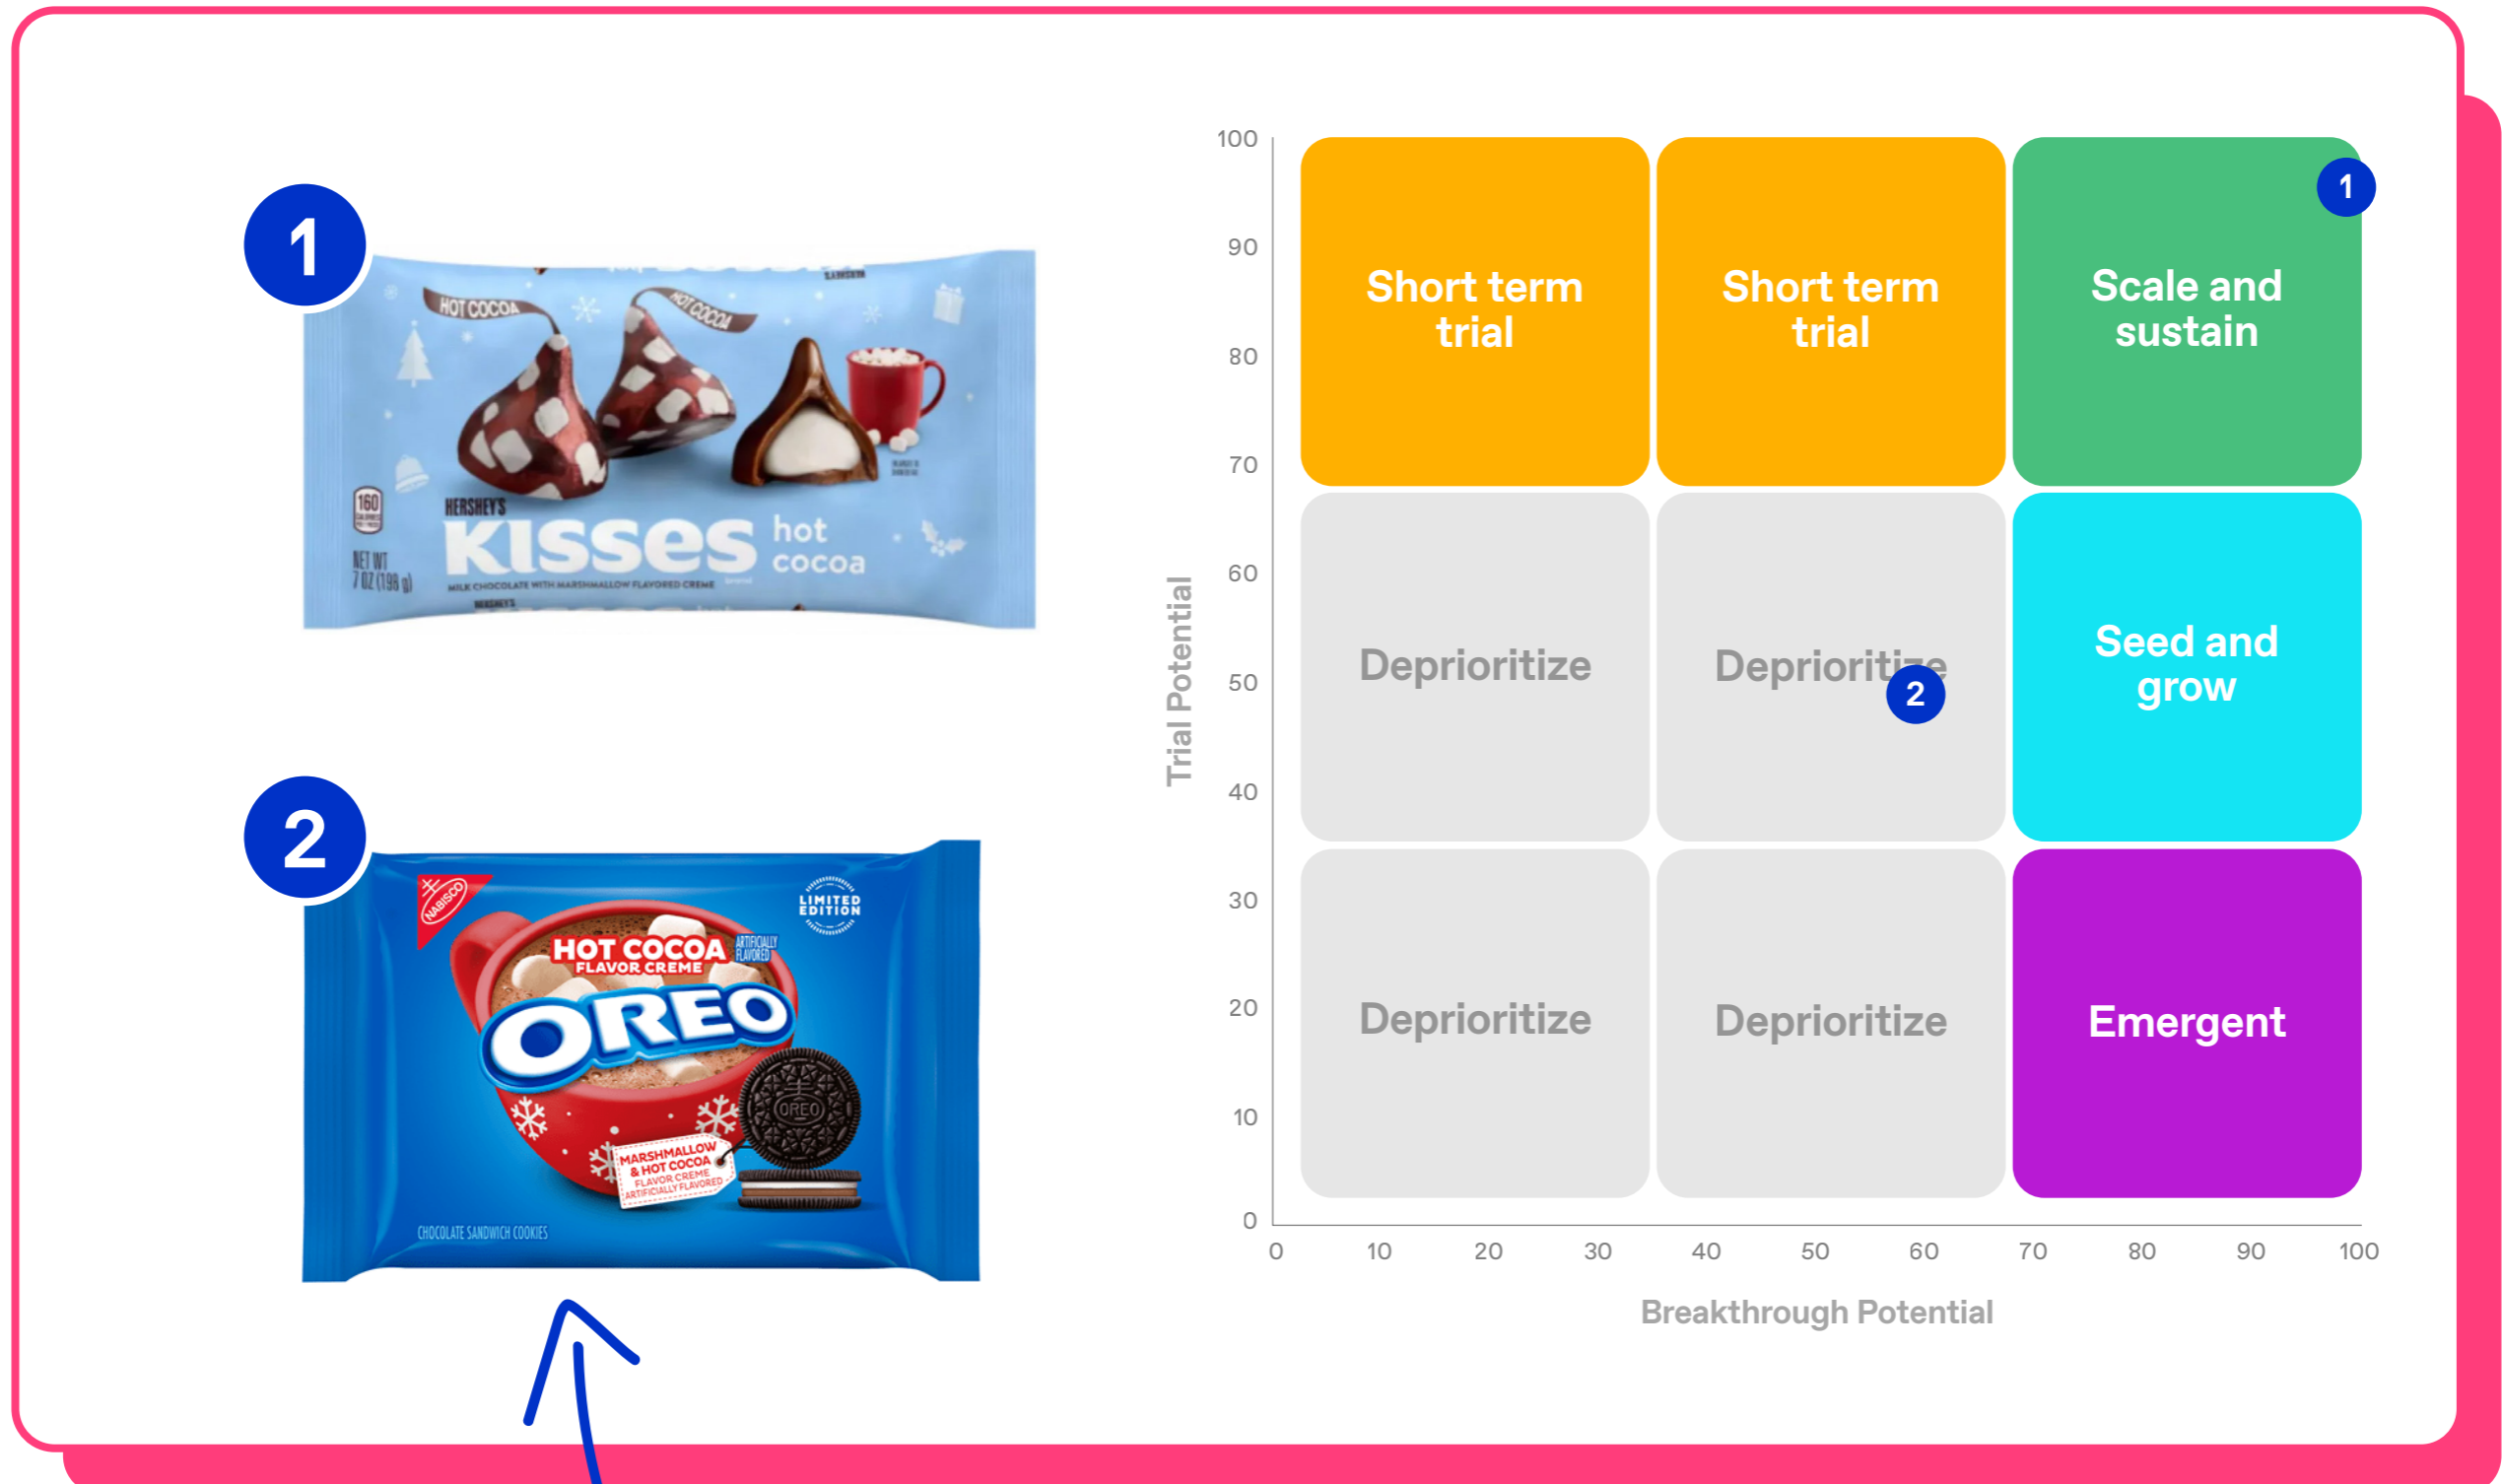 1
HOT COCOA
HOT COCOA
160
CALORIES
HERSHEY'S
KISSES
hot
cocoa
NET WT
7 OZ (198 g)
MILK CHOCOLATE WITH MARSHMALLOW FLAVORED CREME
HERSHEY'S
2
NABISCO
LIMITED
EDITION
HOT COCOA
FLAVOR CREME
ARTIFICIALLY
FLAVORED
OREO
OREO
MARSHMALLOW
& HOT COCOA
FLAVOR CREME
ARTIFICIALLY FLAVORED
CHOCOLATE SANDWICH COOKIES
Trial Potential
100
90
80
70
60
50
40
30
20
10
0
Short term
trial
Short term
trial
Scale and
sustain
1
Deprioritize
Deprioritize
2
Seed and
grow
Deprioritize
Deprioritize
Emergent
0 10 20 30 40 50 60 70 80 90 100
Breakthrough Potential